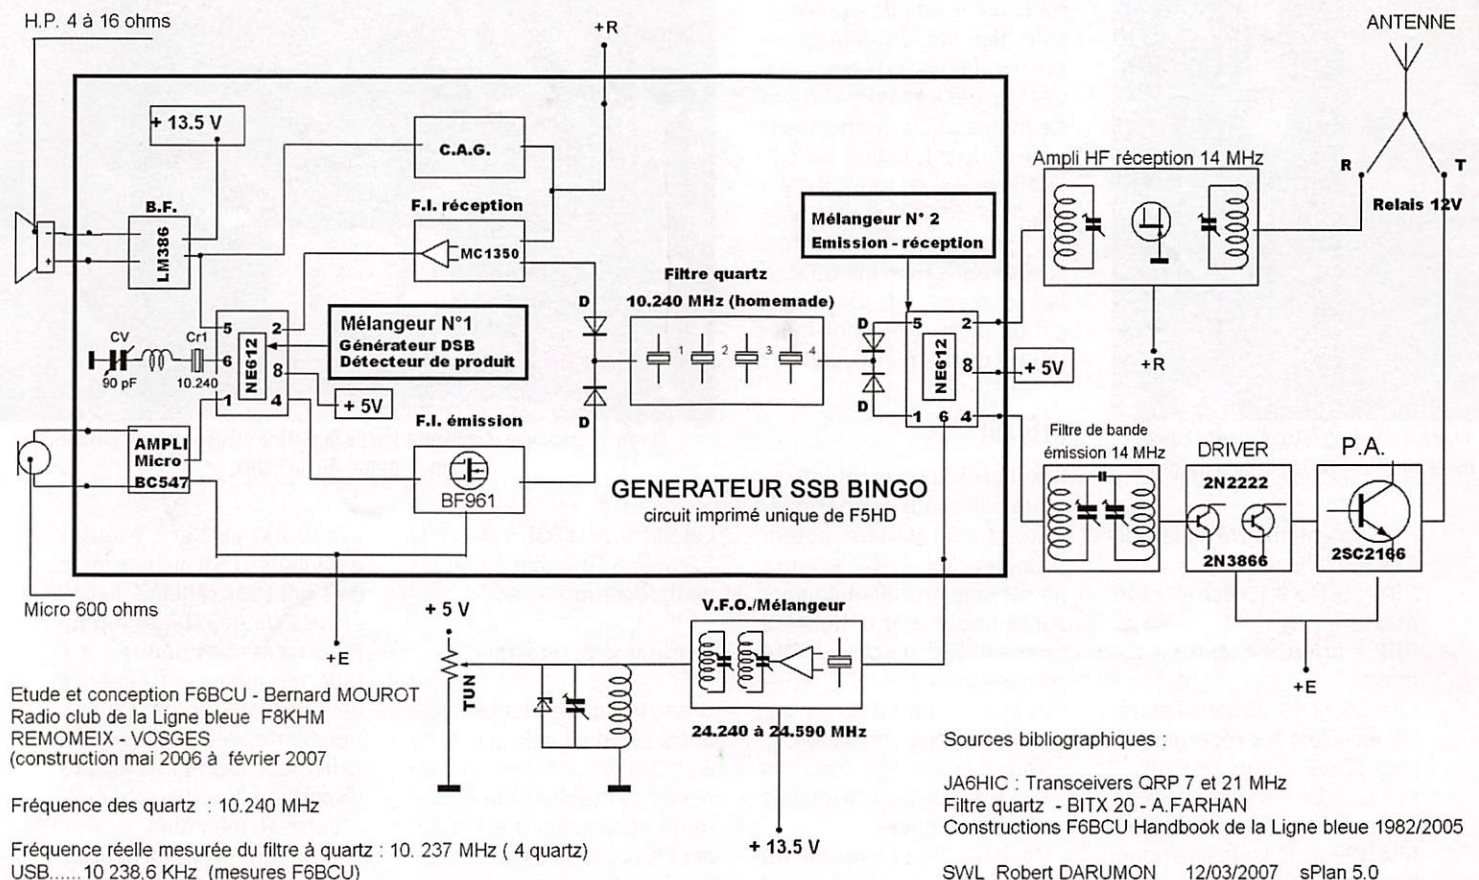 H.P. 4 à 16 ohms
+R
ANTENNE
+ 13.5 V
C.A.G.
Ampli HF réception 14 MHz
R
T
Relais 12V
B.F.
LM386
+
F.I. réception
MC1350
Mélangeur N° 2
Emission - réception
Filtre quartz
10.240 MHz (homemade)
D
D
1
2
3
4
D
D
5
2
NE612
8
1
6
4
+ 5V
+R
CV
90 pF
Cr1
10.240
5
2
6
NE612
8
1
4
Mélangeur N°1
Générateur DSB
Détecteur de produit
+ 5V
F.I. émission
BF961
AMPLI
Micro
BC547
GENERATEUR SSB BINGO
circuit imprimé unique de F5HD
Filtre de bande
émission 14 MHz
DRIVER
2N2222
2N3866
P.A.
2SC2166
+E
Micro 600 ohms
+E
+ 5 V
TUN
V.F.O./Mélangeur
24.240 à 24.590 MHz
+ 13.5 V
Etude et conception F6BCU - Bernard MOUROT
Radio club de la Ligne bleue F8KHM
REMOMEIX - VOSGES
(construction mai 2006 à février 2007
Fréquence des quartz : 10.240 MHz
Fréquence réelle mesurée du filtre à quartz : 10. 237 MHz ( 4 quartz)
USB......10 238.6 KHz (mesures F6BCU)
Sources bibliographiques :
JA6HIC : Transceivers QRP 7 et 21 MHz
Filtre quartz - BITX 20 - A.FARHAN
Constructions F6BCU Handbook de la Ligne bleue 1982/2005
SWL Robert DARUMON 12/03/2007 sPlan 5.0